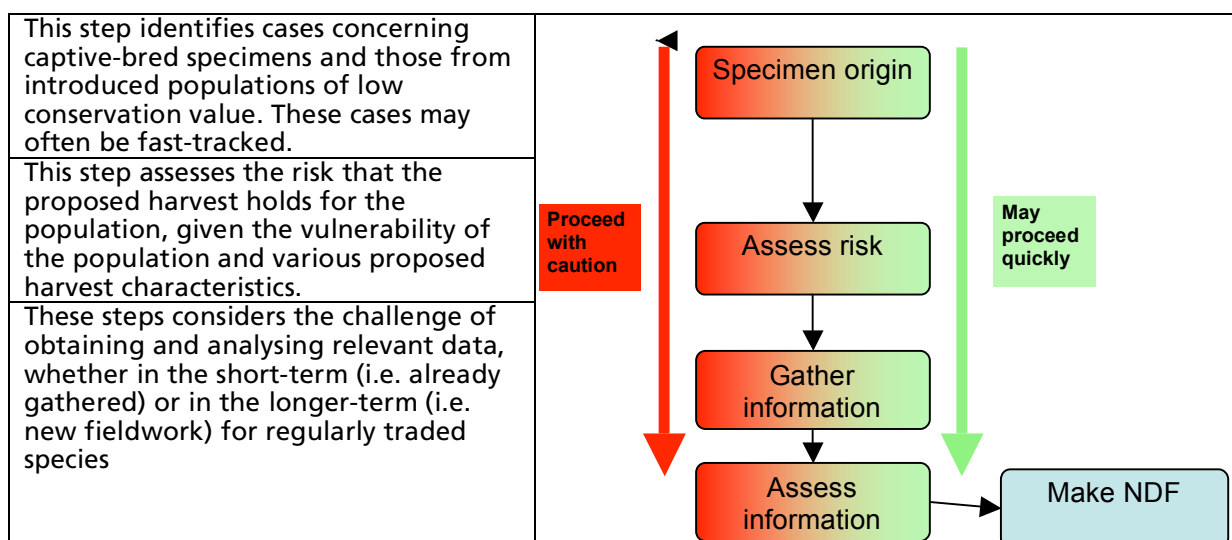 This step identifies cases concerning
captive-bred specimens and those from
introduced populations of low
conservation value. These cases may
often be fast-tracked.
This step assesses the risk that the
proposed harvest holds for the
population, given the vulnerability of
the population and various proposed
harvest characteristics.
These steps considers the challenge of
obtaining and analysing relevant data,
whether in the short-term (i.e. already
gathered) or in the longer-term (i.e.
new fieldwork) for regularly traded
species
Specimen origin
Proceed
with
caution
Assess risk
May
proceed
quickly
Gather
information
Assess
information
Make NDF